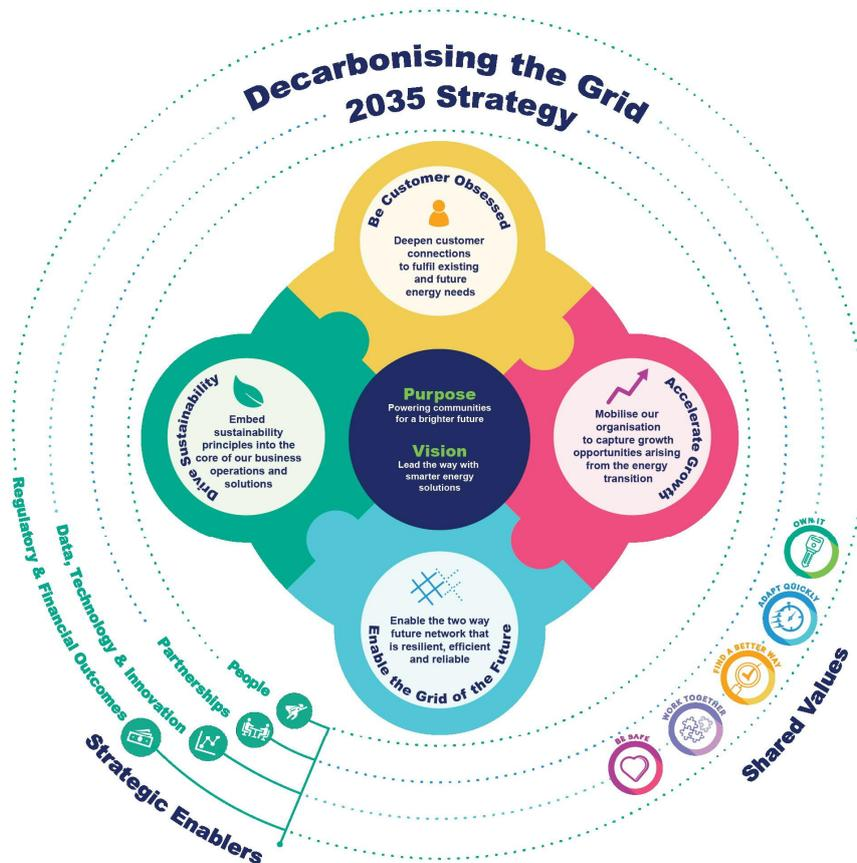 Decarbonising the Grid
2035 Strategy
Be Customer Obsessed
Deepen customer
connections
to fulfil existing
and future
energy needs
Drive Sustainability
Embed
sustainability
principles into the
core of our business
operations and
solutions
Purpose
Powering communities
for a brighter future
Vision
Lead the way with
smarter energy
solutions
Accelerate Growth
Mobilise our
organisation
to capture growth
opportunities arising
from the energy
transition
Enable the two way
future network that
is resilient, efficient
and reliable
Enable the Grid of the Future
Regulatory & Financial Outcomes
Data, Technology & Innovation
Partnerships
People
Strategic Enablers
OWN IT
ADAPT QUICKLY
FIND A BETTER WAY
WORK TOGETHER
BE SAFE
Shared Values